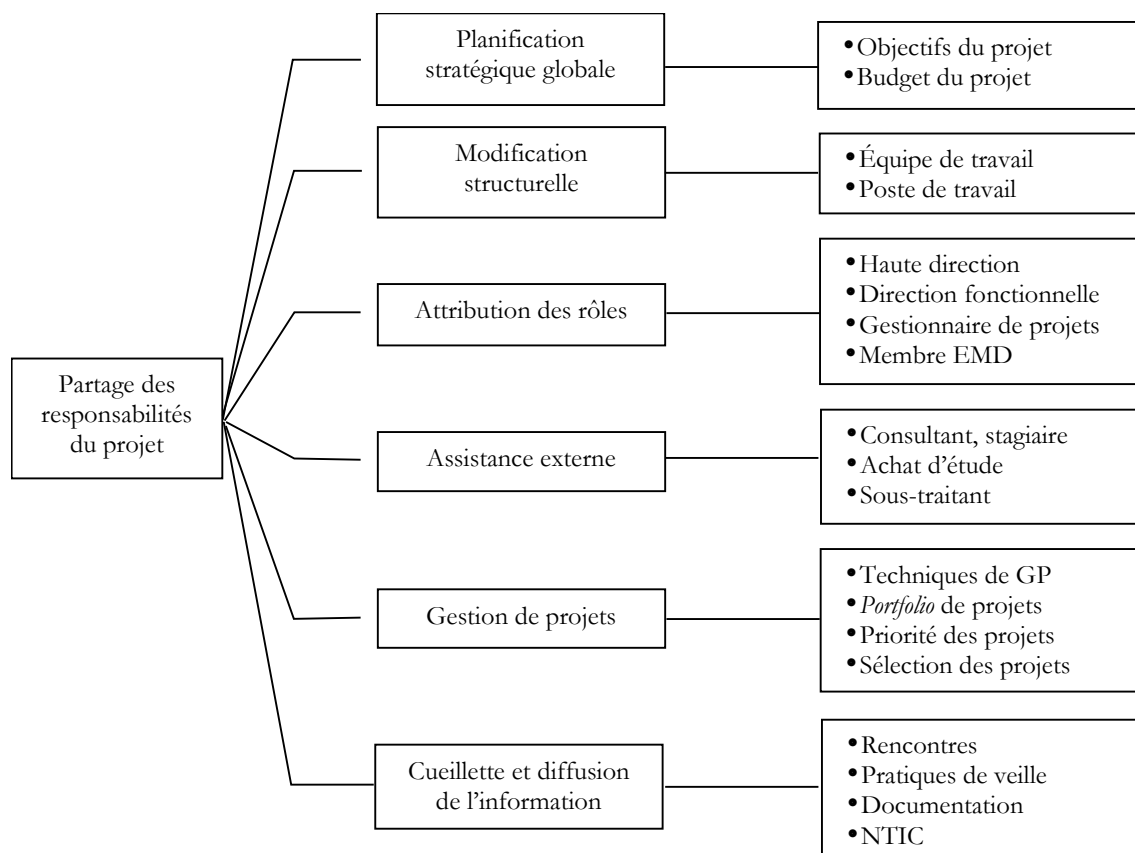 Planification
stratégique globale
• Objectifs du projet
• Budget du projet
Modification
structurelle
• Équipe de travail
• Poste de travail
Attribution des rôles
• Haute direction
• Direction fonctionnelle
• Gestionnaire de projets
• Membre EMD
Partage des
responsabilités
du projet
Assistance externe
• Consultant, stagiaire
• Achat d’étude
• Sous-traitant
Gestion de projets
• Techniques de GP
• Portfolio de projets
• Priorité des projets
• Sélection des projets
Cueillette et diffusion
de l’information
• Rencontres
• Pratiques de veille
• Documentation
• NTIC